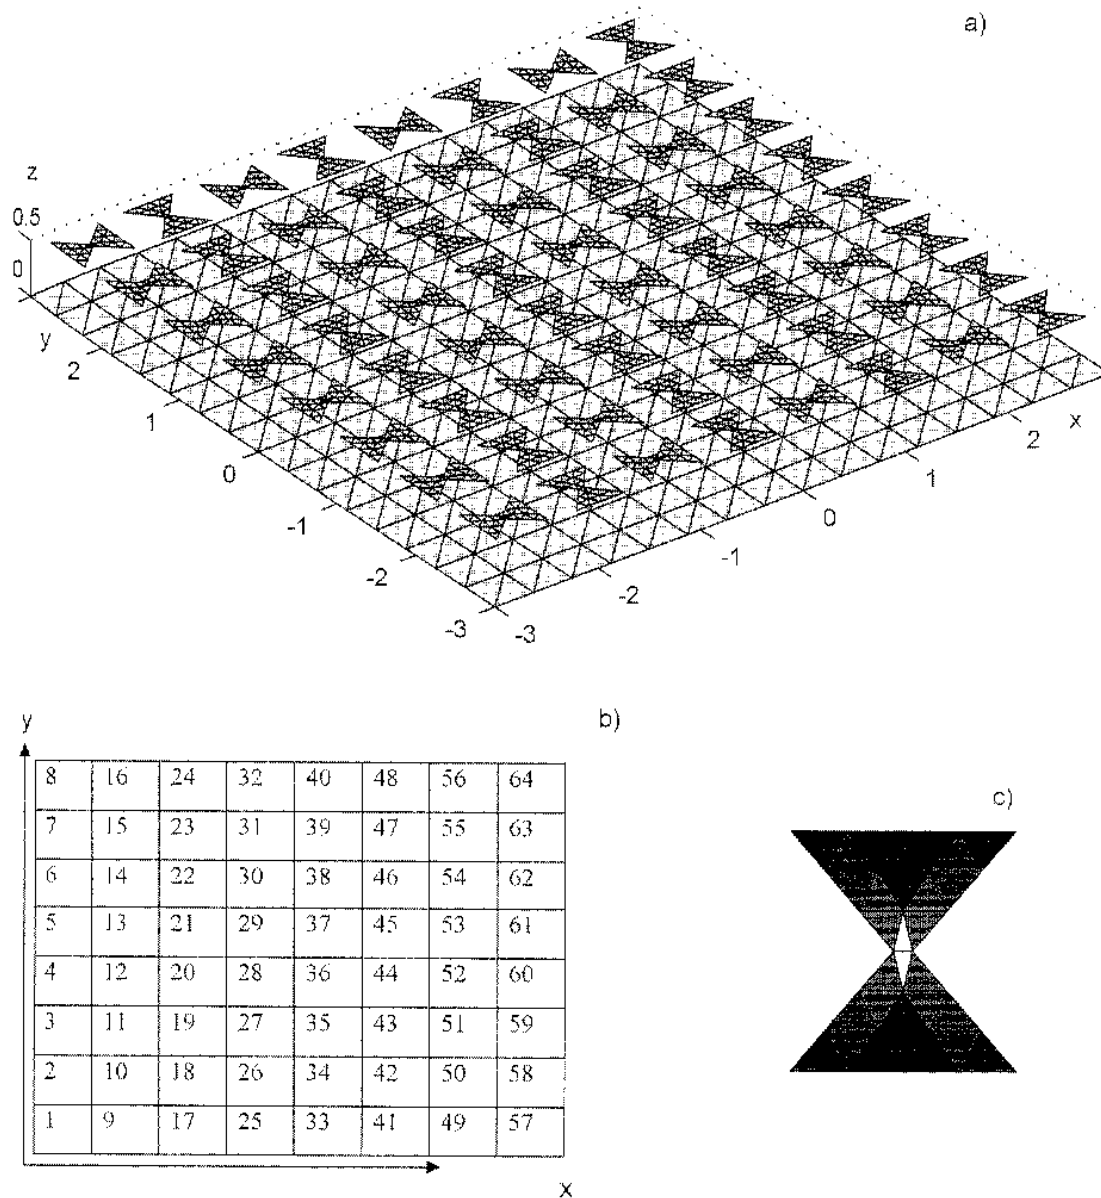 a)
z
0.5
0
y
2
1
0
-1
-2
-3
-3
-2
-1
0
1
2
x
y
b)
8 16 24 32 40 48 56 64
c)
7 15 23 31 39 47 55 63
6 14 22 30 38 46 54 62
5 13 21 29 37 45 53 61
4 12 20 28 36 44 52 60
3 11 19 27 35 43 51 59
2 10 18 26 34 42 50 58
1 9 17 25 33 41 49 57
x